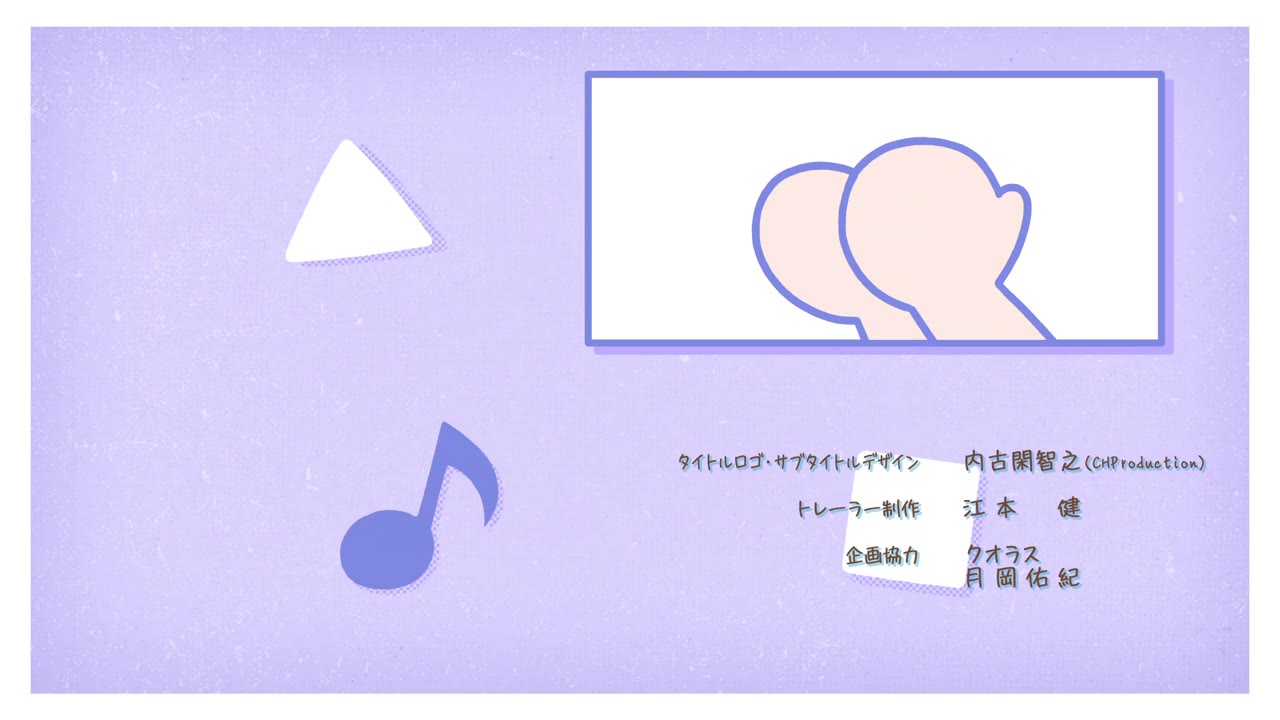 タイトルロゴ・サブタイトルデザイン 内古閑智之(CHProduction)
トレーラー制作 江本 健
企画協力 クオラス
月岡佑紀